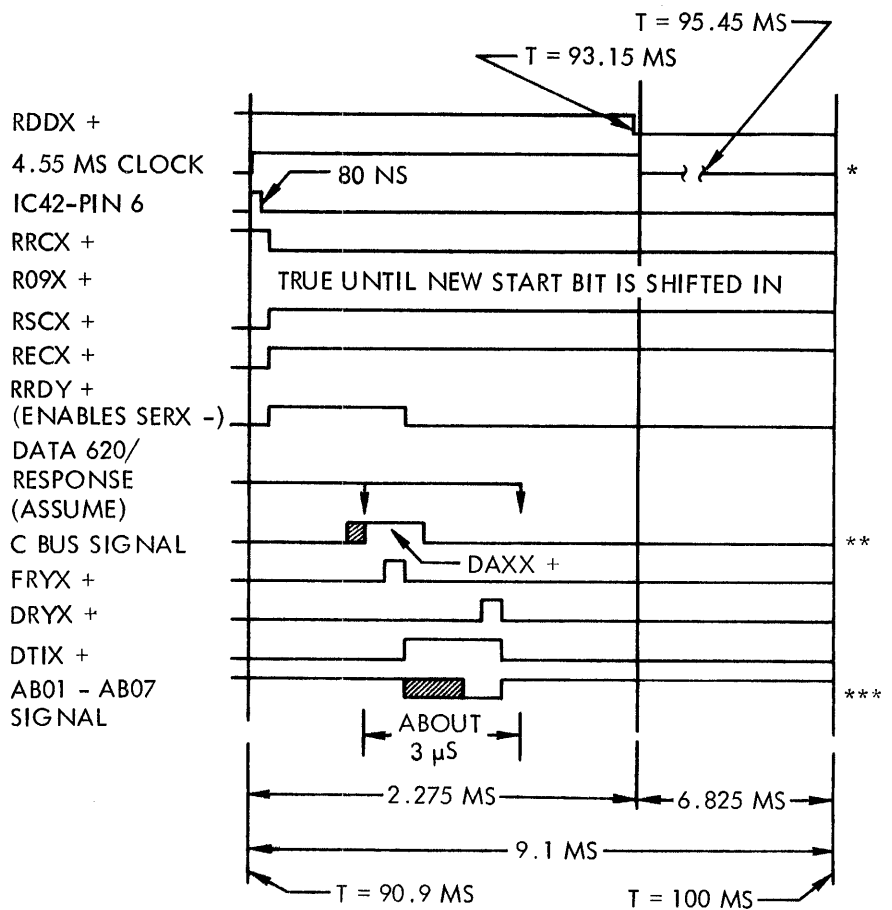 T = 95.45 MS
T = 93.15 MS
RDDX +
4.55 MS CLOCK
*
80 NS
IC42-PIN 6
RRCX +
R09X +
TRUE UNTIL NEW START BIT IS SHIFTED IN
RSCX +
RECX +
RRDY +
(ENABLES SERX -)
DATA 620/
RESPONSE
(ASSUME)
C BUS SIGNAL
**
DAXX +
FRYX +
DRYX +
DTIX +
AB01 - AB07
SIGNAL
***
ABOUT
3 µS
2.275 MS
6.825 MS
9.1 MS
T = 90.9 MS
T = 100 MS